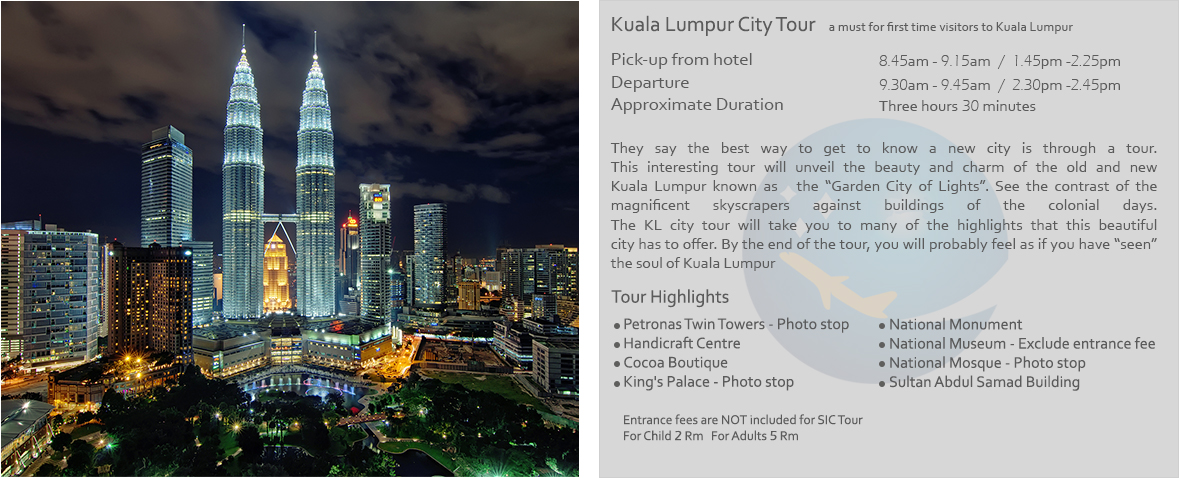 Kuala Lumpur City Tour a must for first time visitors to Kuala Lumpur
Pick-up from hotel 8.45am - 9.15am / 1.45pm -2.25pm
Departure 9.30am - 9.45am / 2.30pm -2.45pm
Approximate Duration Three hours 30 minutes
They say the best way to get to know a new city is through a tour.
This interesting tour will unveil the beauty and charm of the old and new
Kuala Lumpur known as the “Garden City of Lights”. See the contrast of the
magnificent skyscrapers against buildings of the colonial days.
The KL city tour will take you to many of the highlights that this beautiful
city has to offer. By the end of the tour, you will probably feel as if you have “seen”
the soul of Kuala Lumpur
Tour Highlights
● Petronas Twin Towers - Photo stop
● Handicraft Centre
● Cocoa Boutique
● King's Palace - Photo stop
● National Monument
● National Museum - Exclude entrance fee
● National Mosque - Photo stop
● Sultan Abdul Samad Building
Entrance fees are NOT included for SIC Tour
For Child 2 Rm For Adults 5 Rm